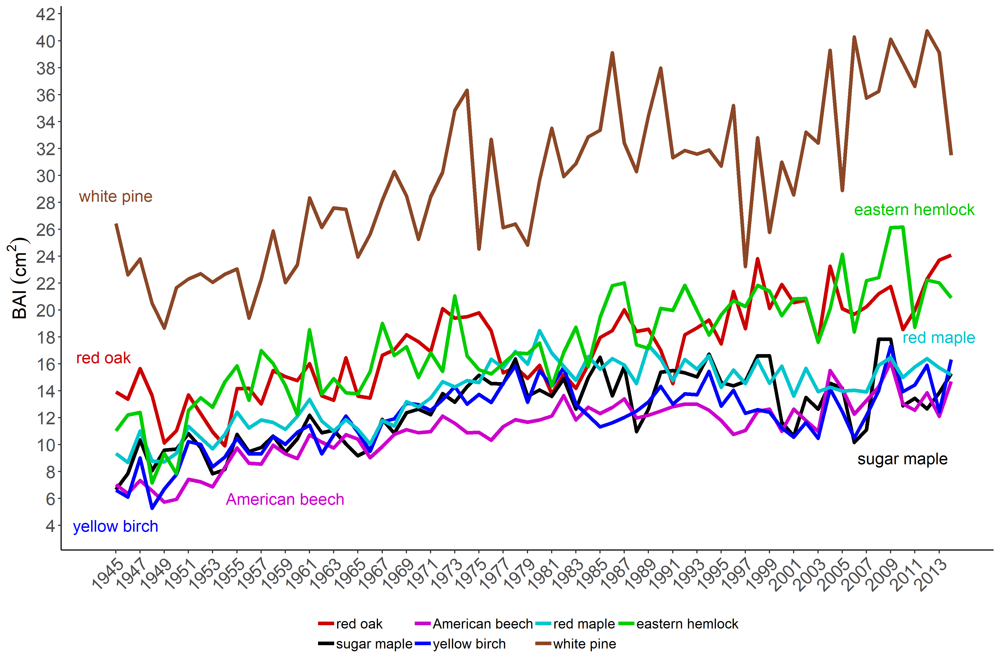 42
40
38
36
34
32
30
28
26
24
22
20
18
16
14
12
10
8
6
4
BAI (cm²)
white pine
eastern hemlock
red maple
red oak
sugar maple
American beech
yellow birch
1945 1947 1949 1951 1953 1955 1957 1959 1961 1963 1965 1967 1969 1971 1973 1975 1977 1979 1981 1983 1985 1987 1989 1991 1993 1995 1997 1999 2001 2003 2005 2007 2009 2011 2013
red oak American beech red maple eastern hemlock
sugar maple yellow birch white pine